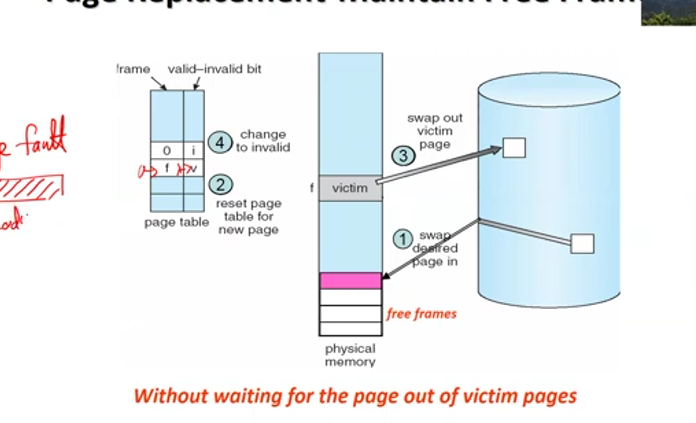 Page Replacement Maintain Free Fram
frame valid–invalid bit
0 i
f v
4
change
to invalid
2
reset page
table for
new page
page table
e fault
f victim
swap out
victim
page
3
1
swap
desired
page in
free frames
physical
memory
Without waiting for the page out of victim pages